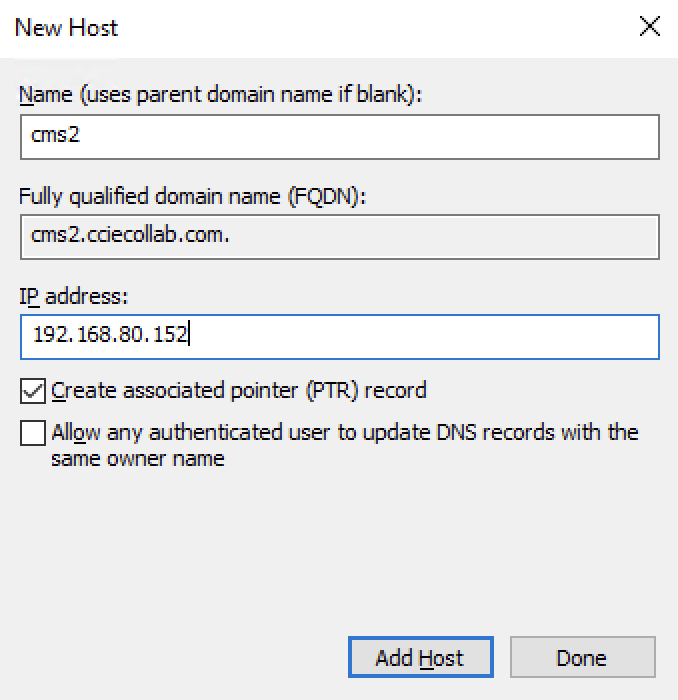 New Host
Name (uses parent domain name if blank):
cms2
Fully qualified domain name (FQDN):
cms2.cciecollab.com.
IP address:
192.168.80.152
Create associated pointer (PTR) record
Allow any authenticated user to update DNS records with the
same owner name
Add Host
Done